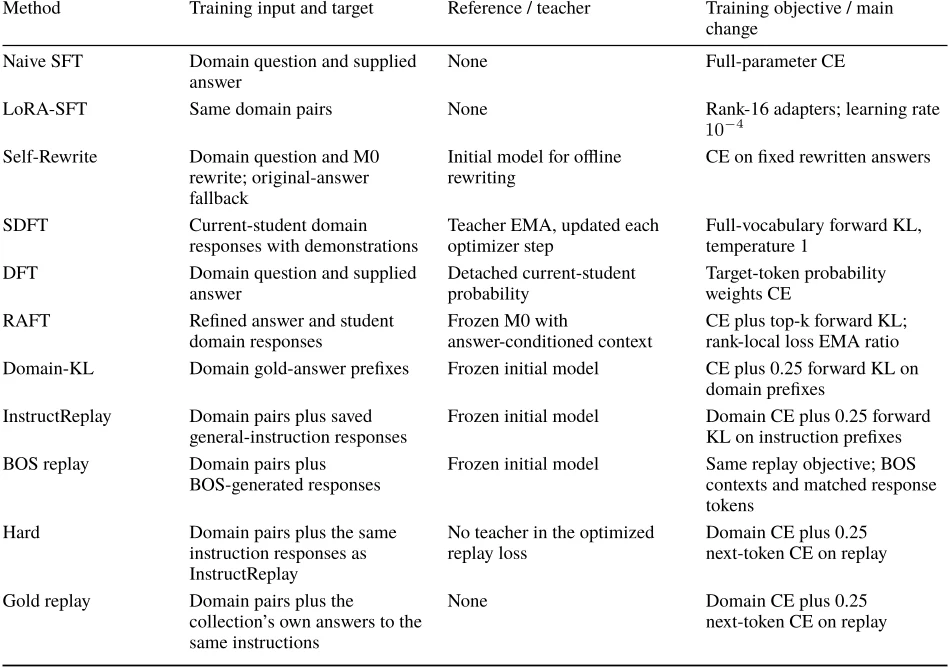 Method Training input and target Reference / teacher Training objective / main
change
Naive SFT Domain question and supplied None Full-parameter CE
answer
LoRA-SFT Same domain pairs None Rank-16 adapters; learning rate
10−4
Self-Rewrite Domain question and M0 Initial model for offline CE on fixed rewritten answers
rewrite; original-answer rewriting
fallback
SDFT Current-student domain Teacher EMA, updated each Full-vocabulary forward KL,
responses with demonstrations optimizer step temperature 1
DFT Domain question and supplied Detached current-student Target-token probability
answer probability weights CE
RAFT Refined answer and student Frozen M0 with CE plus top-k forward KL;
domain responses answer-conditioned context rank-local loss EMA ratio
Domain-KL Domain gold-answer prefixes Frozen initial model CE plus 0.25 forward KL on
domain prefixes
InstructReplay Domain pairs plus saved Frozen initial model Domain CE plus 0.25 forward
general-instruction responses KL on instruction prefixes
BOS replay Domain pairs plus Frozen initial model Same replay objective; BOS
BOS-generated responses contexts and matched response
tokens
Hard Domain pairs plus the same No teacher in the optimized Domain CE plus 0.25
instruction responses as replay loss next-token CE on replay
InstructReplay
Gold replay Domain pairs plus the None Domain CE plus 0.25
collection's own answers to the next-token CE on replay
same instructions